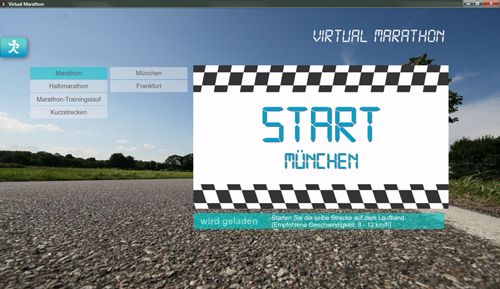 Virtual Marathon
VIRTUAL MARATHON
Marathon
Halbmarathon
Marathon-Trainingslauf
Kurzstrecken
München
Frankfurt
START
MÜNCHEN
wird geladen
Starten Sie die selbe Strecke auf dem Laufband.
(Empfohlene Geschwindigkeit: 8 - 12 km/h)